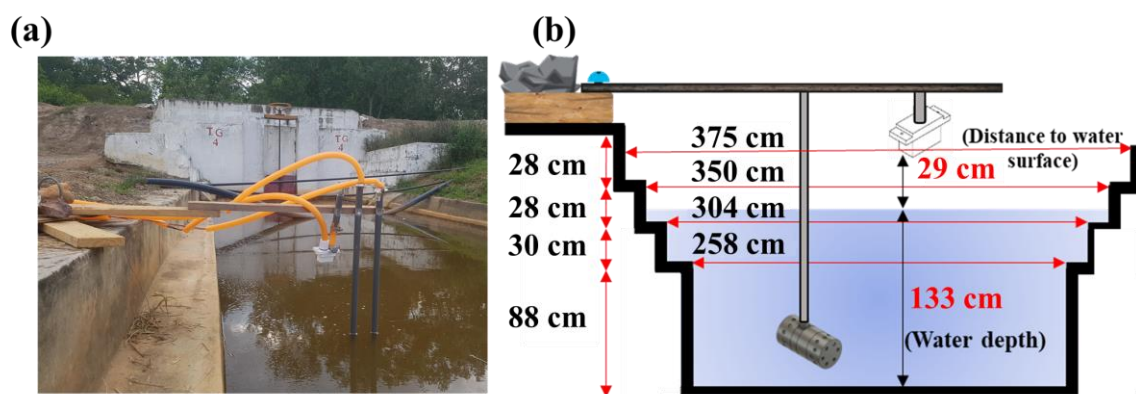 (a)
(b)
TG
4
TG
4
375 cm
(Distance to water
surface)
28 cm
350 cm
29 cm
28 cm
304 cm
30 cm
258 cm
88 cm
133 cm
(Water depth)